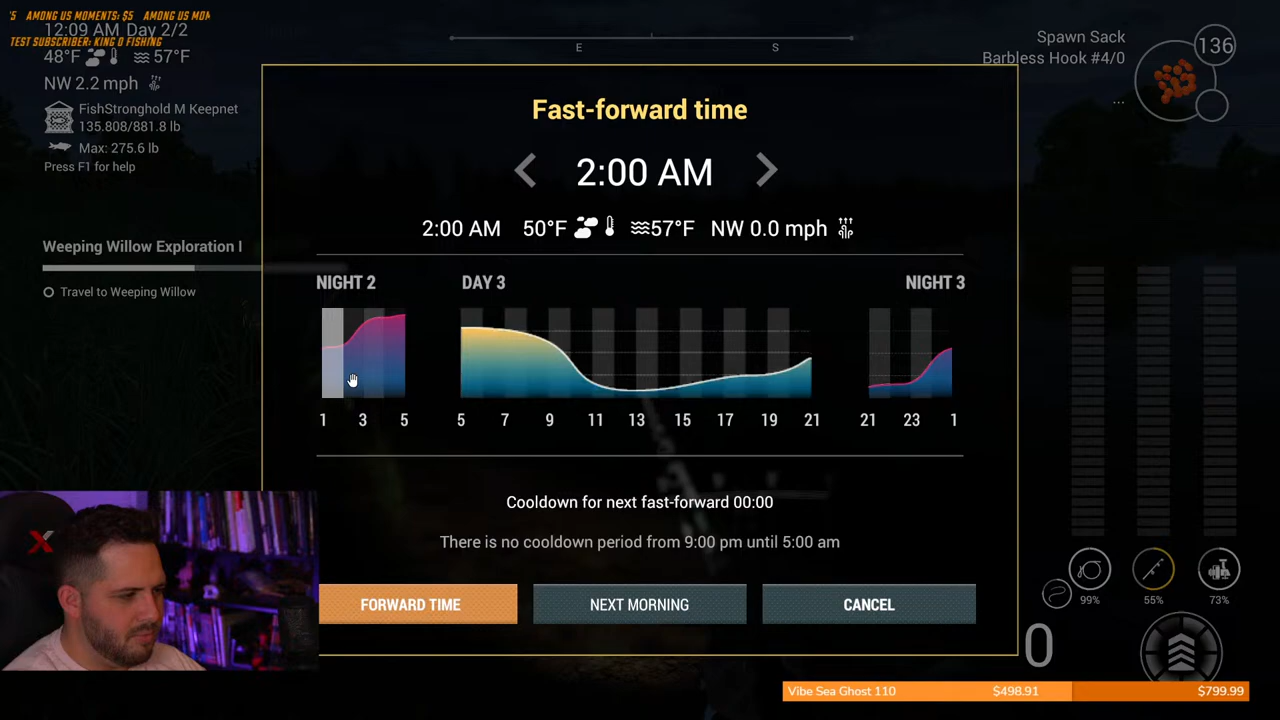 '5 AMONG US MOMENTS: $5 AMONG US MOM
12:09 AM Day 2/2
TEST SUBSCRIBER: KING O FISHING
48°F 57°F
NW 2.2 mph
FishStronghold M Keepnet
135.808/881.8 lb
Max: 275.6 lb
Press F1 for help
Weeping Willow Exploration I
Travel to Weeping Willow
E S
Spawn Sack
Barbless Hook #4/0
...
136
Fast-forward time
2:00 AM
2:00 AM 50°F 57°F NW 0.0 mph
NIGHT 2 DAY 3 NIGHT 3
1 3 5 5 7 9 11 13 15 17 19 21 21 23 1
Cooldown for next fast-forward 00:00
There is no cooldown period from 9:00 pm until 5:00 am
FORWARD TIME NEXT MORNING CANCEL
99% 55% 73%
0
X
Vibe Sea Ghost 110 $498.91 $799.99